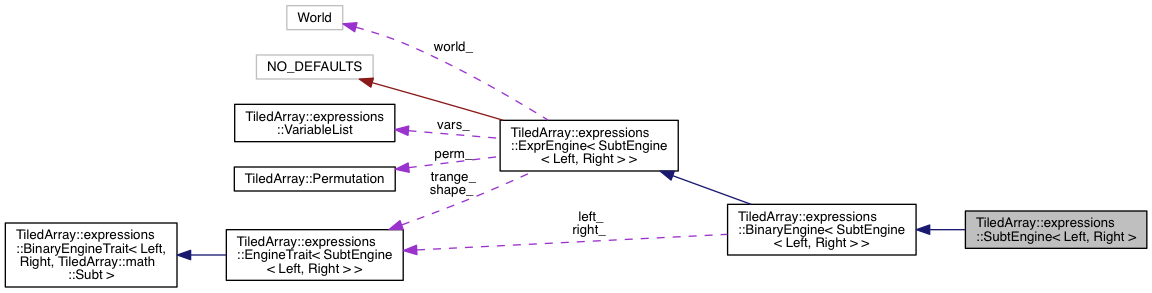 World
world_
NO_DEFAULTS
TiledArray::expressions
::VariableList
vars_
TiledArray::expressions
::ExprEngine< SubtEngine
< Left, Right > >
perm_
TiledArray::Permutation
trange_
shape_
TiledArray::expressions
::BinaryEngineTrait< Left,
Right, TiledArray::math
::Subt >
TiledArray::expressions
::EngineTrait< SubtEngine
< Left, Right > >
left_
right_
TiledArray::expressions
::BinaryEngine< SubtEngine
< Left, Right > >
TiledArray::expressions
::SubtEngine< Left, Right >